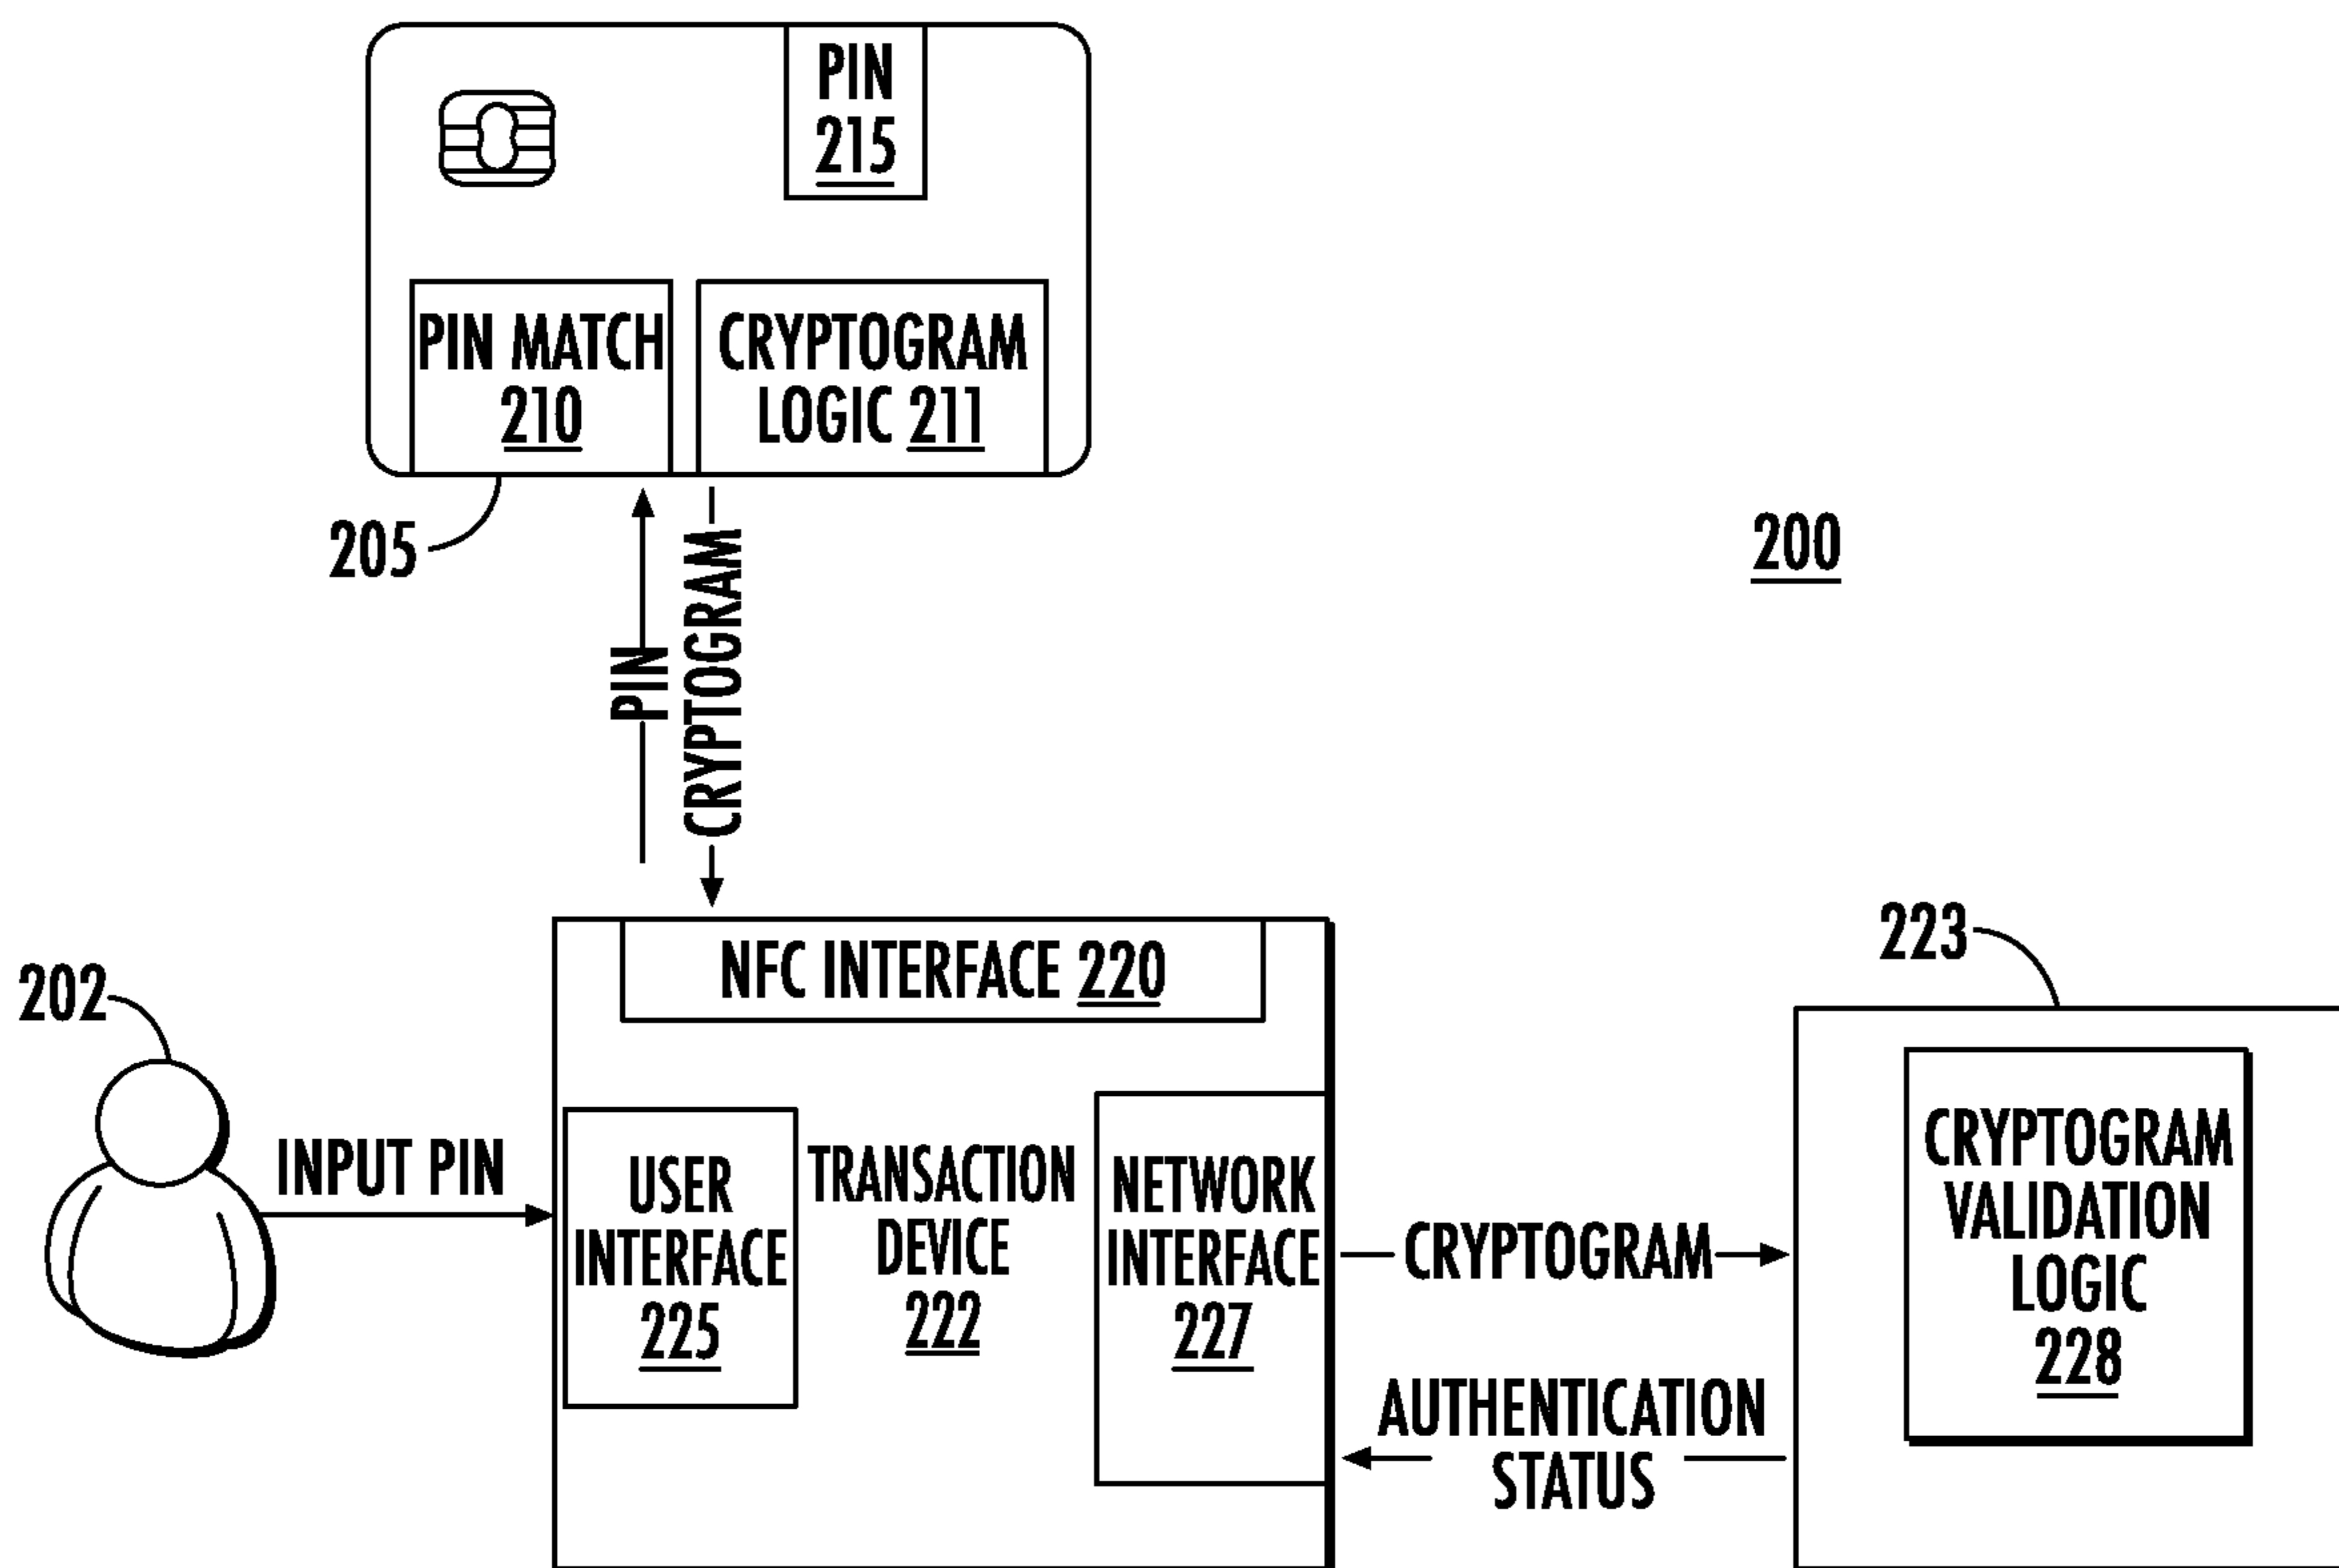 PIN
215
PIN MATCH
210
CRYPTOGRAM
LOGIC 211
205
200
PIN
CRYPTOGRAM
NFC INTERFACE 220
223
202
INPUT PIN
USER
INTERFACE
225
TRANSACTION
DEVICE
222
NETWORK
INTERFACE
227
CRYPTOGRAM
AUTHENTICATION
STATUS
CRYPTOGRAM
VALIDATION
LOGIC
228